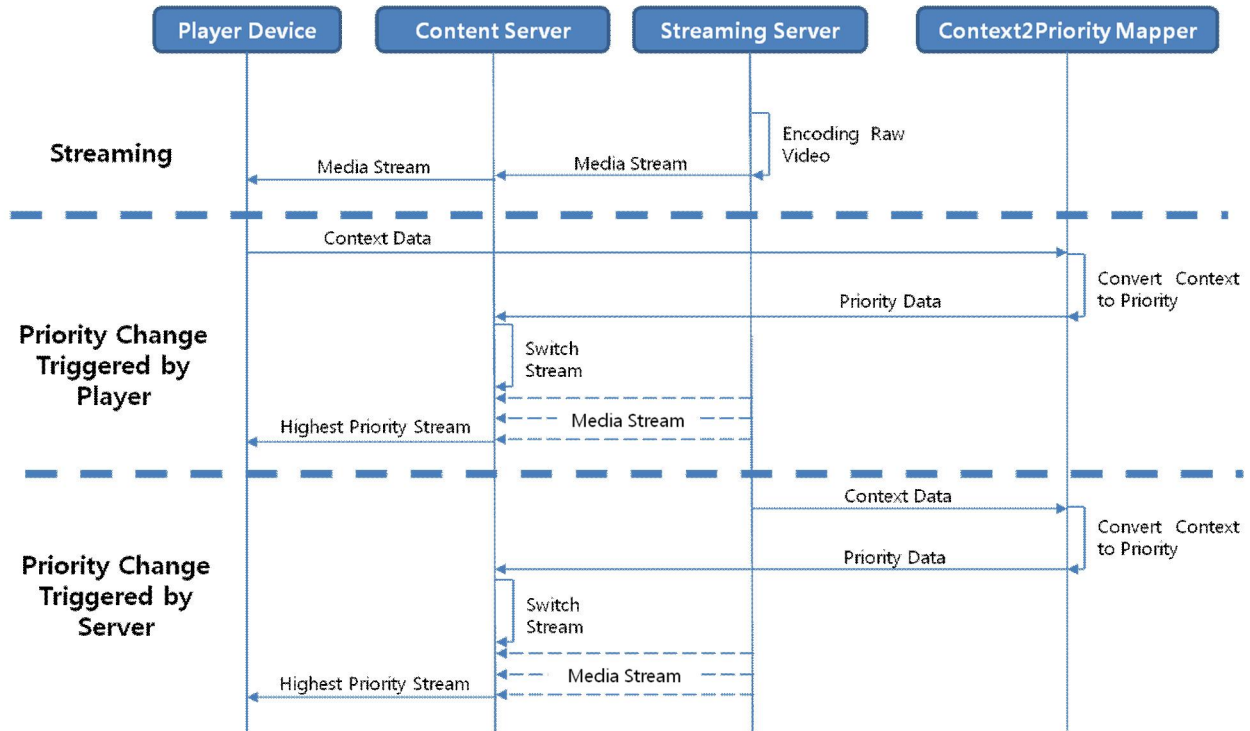 Player Device
Content Server
Streaming Server
Context2Priority Mapper
Streaming
Encoding Raw
Video
Media Stream
Media Stream
Context Data
Convert Context
to Priority
Priority Data
Priority Change
Triggered by
Player
Switch
Stream
Media Stream
Highest Priority Stream
Context Data
Convert Context
to Priority
Priority Data
Priority Change
Triggered by
Server
Switch
Stream
Media Stream
Highest Priority Stream